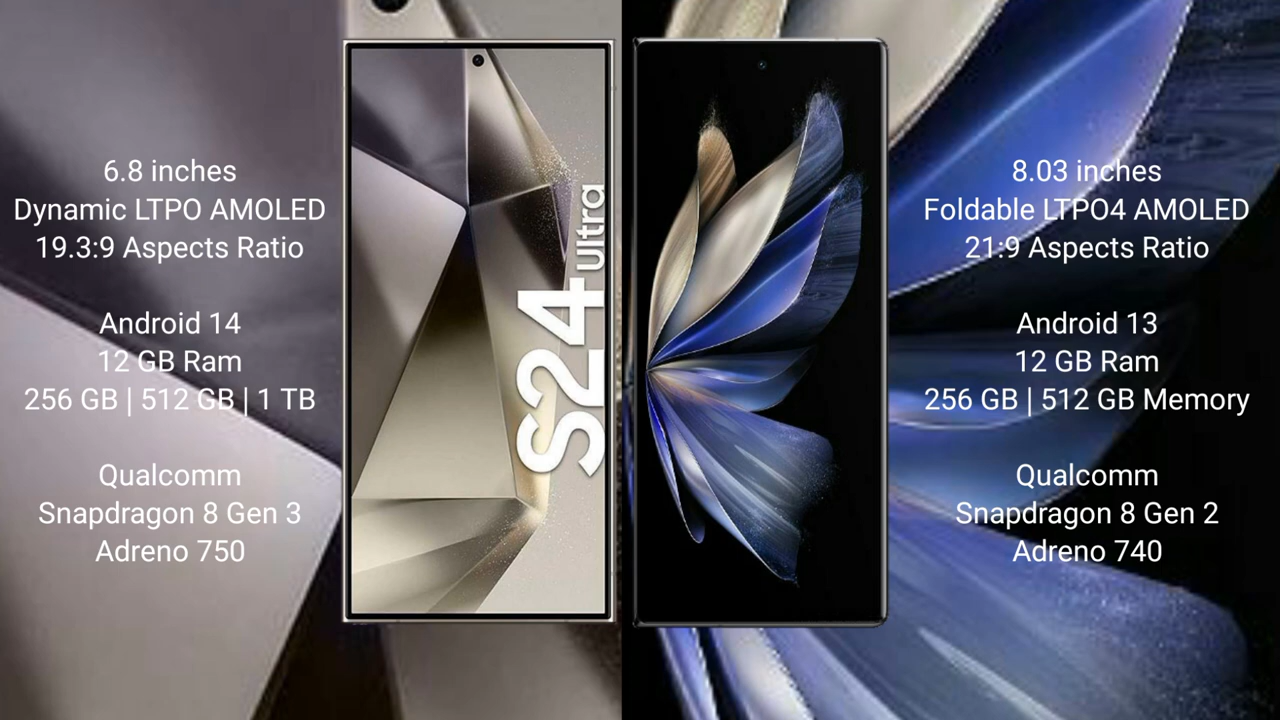 6.8 inches
Dynamic LTPO AMOLED
19.3:9 Aspects Ratio
Android 14
12 GB Ram
256 GB | 512 GB | 1 TB
Qualcomm
Snapdragon 8 Gen 3
Adreno 750
S24 Ultra
8.03 inches
Foldable LTPO4 AMOLED
21:9 Aspects Ratio
Android 13
12 GB Ram
256 GB | 512 GB Memory
Qualcomm
Snapdragon 8 Gen 2
Adreno 740